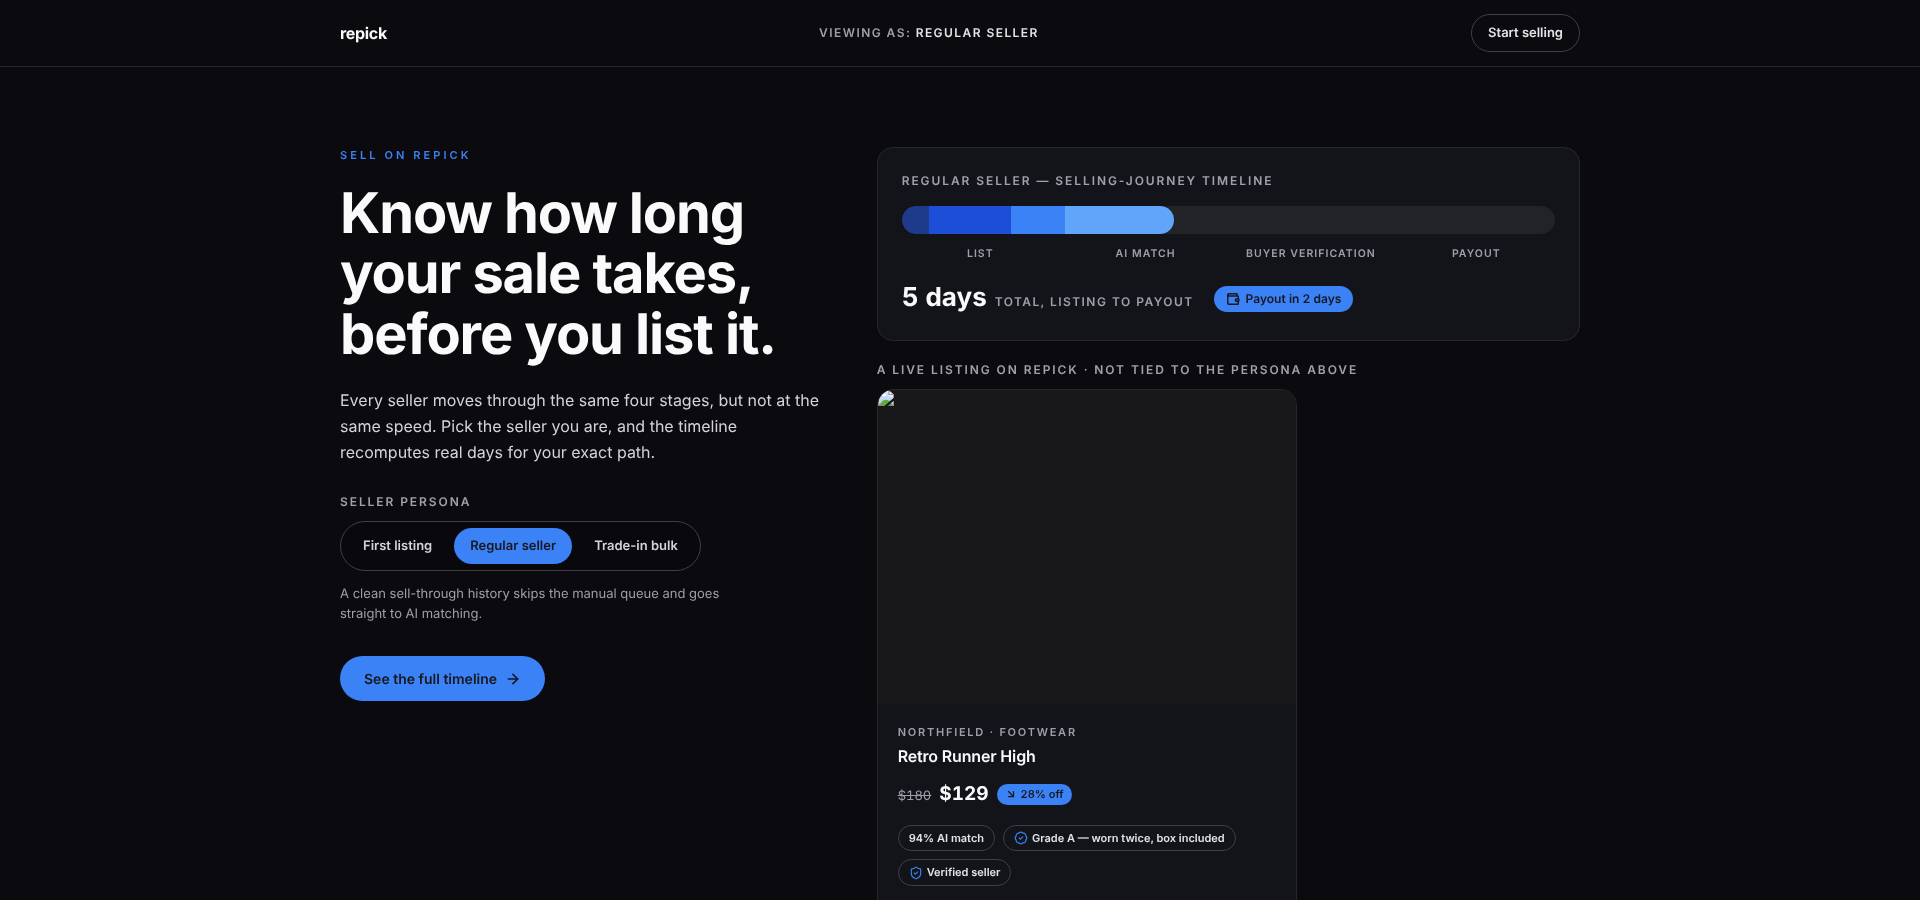 repick
VIEWING AS: REGULAR SELLER
Start selling
SELL ON REPICK
Know how long
your sale takes,
before you list it.
Every seller moves through the same four stages, but not at the
same speed. Pick the seller you are, and the timeline
recomputes real days for your exact path.
SELLER PERSONA
First listing
Regular seller
Trade-in bulk
A clean sell-through history skips the manual queue and goes
straight to AI matching.
See the full timeline
REGULAR SELLER — SELLING-JOURNEY TIMELINE
LIST
AI MATCH
BUYER VERIFICATION
PAYOUT
5 days TOTAL, LISTING TO PAYOUT
Payout in 2 days
A LIVE LISTING ON REPICK · NOT TIED TO THE PERSONA ABOVE
NORTHFIELD · FOOTWEAR
Retro Runner High
$180 $129 28% off
94% AI match
Grade A — worn twice, box included
Verified seller